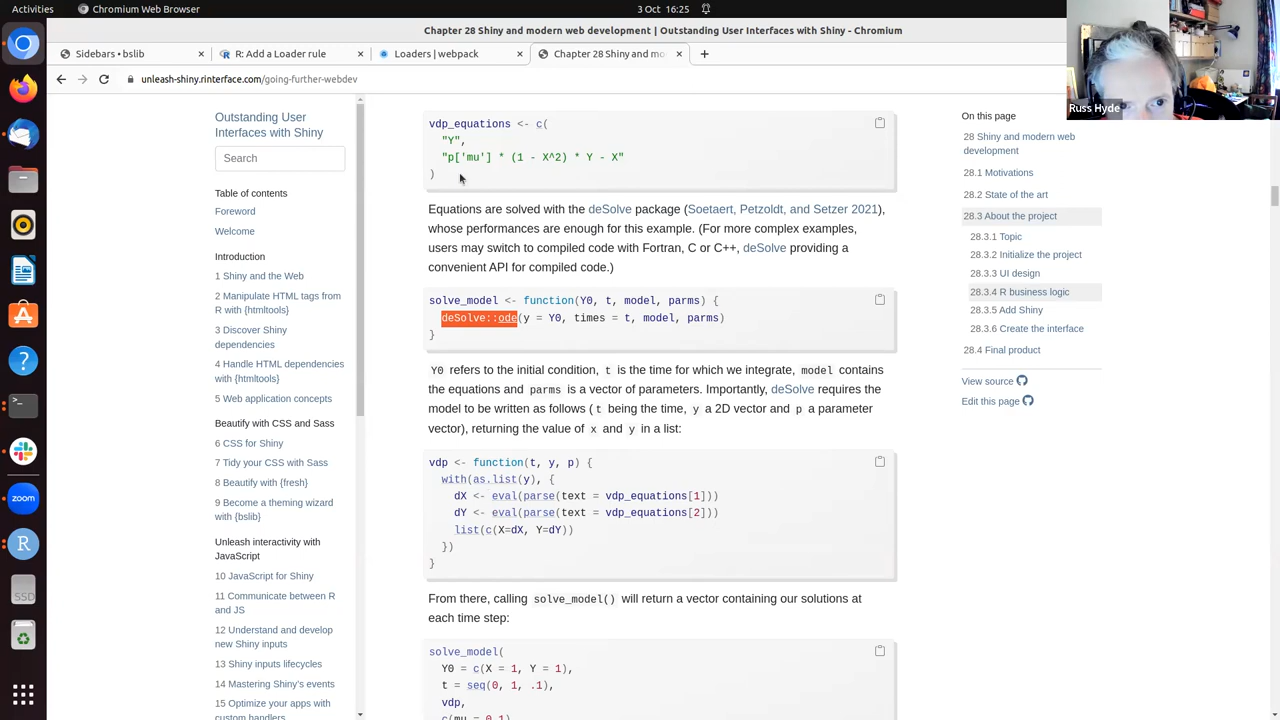 Activities
Chromium Web Browser
3 Oct 16:25
Chapter 28 Shiny and modern web development | Outstanding User Interfaces with Shiny - Chromium
Sidebars • bslib
R: Add a Loader rule
Loaders | webpack
Chapter 28 Shiny and mo
unleash-shiny.rinterface.com/going-further-webdev
Russ Hyde
Outstanding User
Interfaces with Shiny
Search
Table of contents
Foreword
Welcome
Introduction
1 Shiny and the Web
2 Manipulate HTML tags from
R with {htmltools}
3 Discover Shiny
dependencies
4 Handle HTML dependencies
with {htmltools}
5 Web application concepts
Beautify with CSS and Sass
6 CSS for Shiny
7 Tidy your CSS with Sass
8 Beautify with {fresh}
9 Become a theming wizard
with {bslib}
Unleash interactivity with
JavaScript
10 JavaScript for Shiny
11 Communicate between R
and JS
12 Understand and develop
new Shiny inputs
13 Shiny inputs lifecycles
14 Mastering Shiny's events
15 Optimize your apps with
custom handlers
vdp_equations <- c(
"Y",
"p['mu'] * (1 - X^2) * Y - X"
)
Equations are solved with the deSolve package (Soetaert, Petzoldt, and Setzer 2021),
whose performances are enough for this example. (For more complex examples,
users may switch to compiled code with Fortran, C or C++, deSolve providing a
convenient API for compiled code.)
solve_model <- function(Y0, t, model, parms) {
deSolve::ode(y = Y0, times = t, model, parms)
}
Y0 refers to the initial condition, t is the time for which we integrate, model contains
the equations and parms is a vector of parameters. Importantly, deSolve requires the
model to be written as follows ( t being the time, y a 2D vector and p a parameter
vector), returning the value of x and y in a list:
vdp <- function(t, y, p) {
with(as.list(y), {
dX <- eval(parse(text = vdp_equations[1]))
dY <- eval(parse(text = vdp_equations[2]))
list(c(X=dX, Y=dY))
})
}
From there, calling solve_model() will return a vector containing our solutions at
each time step:
solve_model(
Y0 = c(X = 1, Y = 1),
t = seq(0, 1, .1),
vdp,
c(mu = 0.1)
On this page
28 Shiny and modern web
development
28.1 Motivations
28.2 State of the art
28.3 About the project
28.3.1 Topic
28.3.2 Initialize the project
28.3.3 UI design
28.3.4 R business logic
28.3.5 Add Shiny
28.3.6 Create the interface
28.4 Final product
View source
Edit this page
zoom
SSD